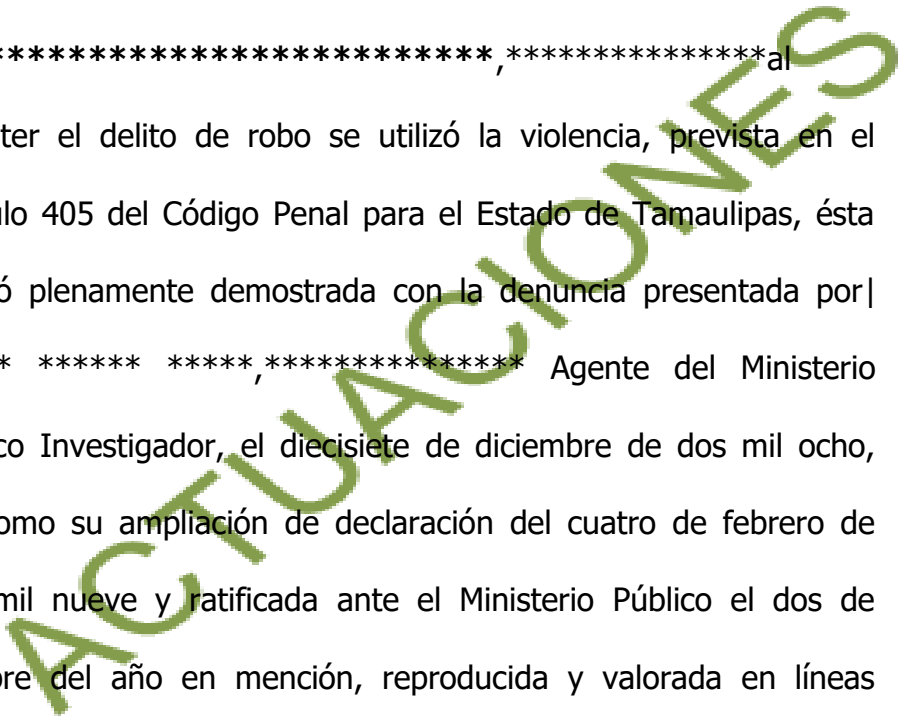 **************************,***************al
ter el delito de robo se utilizó la violencia, prevista en el
ulo 405 del Código Penal para el Estado de Tamaulipas, ésta
ó plenamente demostrada con la denuncia presentada por|
* ****** *****,*************** Agente del Ministerio
co Investigador, el diecisiete de diciembre de dos mil ocho,
omo su ampliación de declaración del cuatro de febrero de
mil nueve y ratificada ante el Ministerio Público el dos de
bre del año en mención, reproducida y valorada en líneas
ACTUACIONES